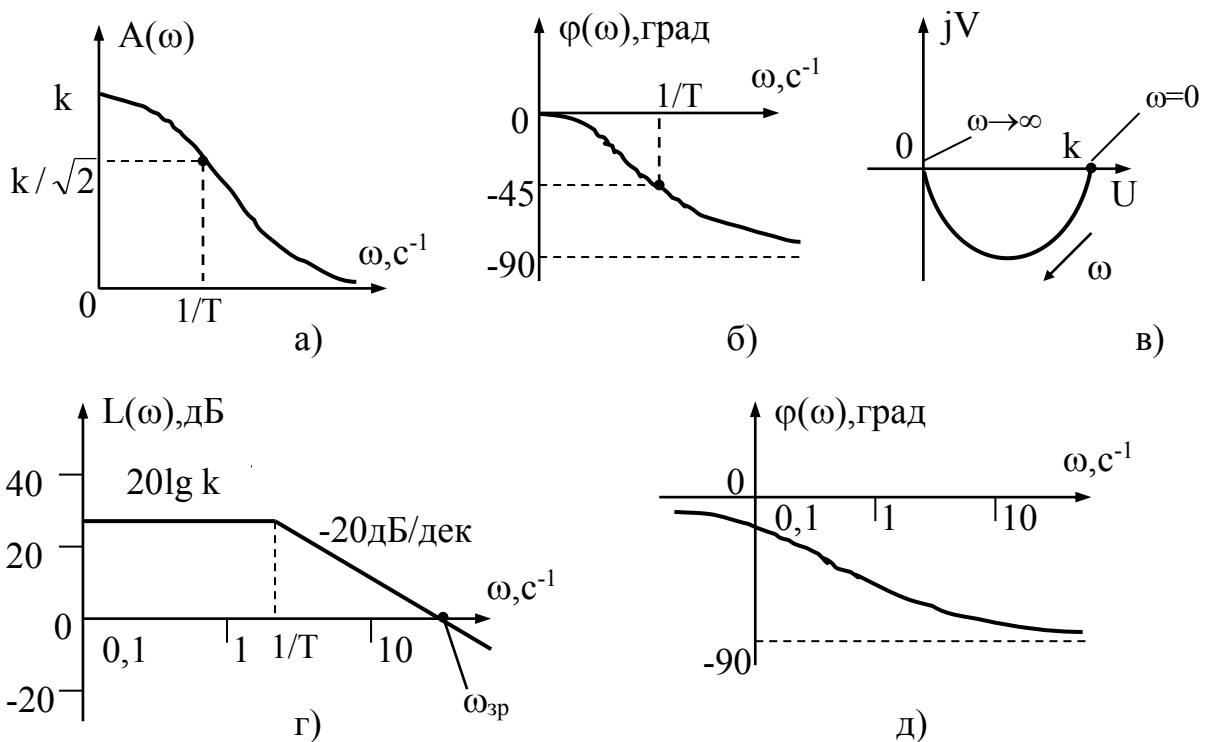 A(ω)
k
k / √2
0
1/T
ω,с⁻¹
а)
φ(ω),град
ω,с⁻¹
1/T
0
-45
-90
б)
jV
ω=0
ω→∞
0
k
U
ω
в)
L(ω),дБ
40
20lg k
-20дБ/дек
20
ω,с⁻¹
0
0,1
1
1/T
10
-20
ωзр
г)
φ(ω),град
ω,с⁻¹
0
0,1
1
10
-90
д)